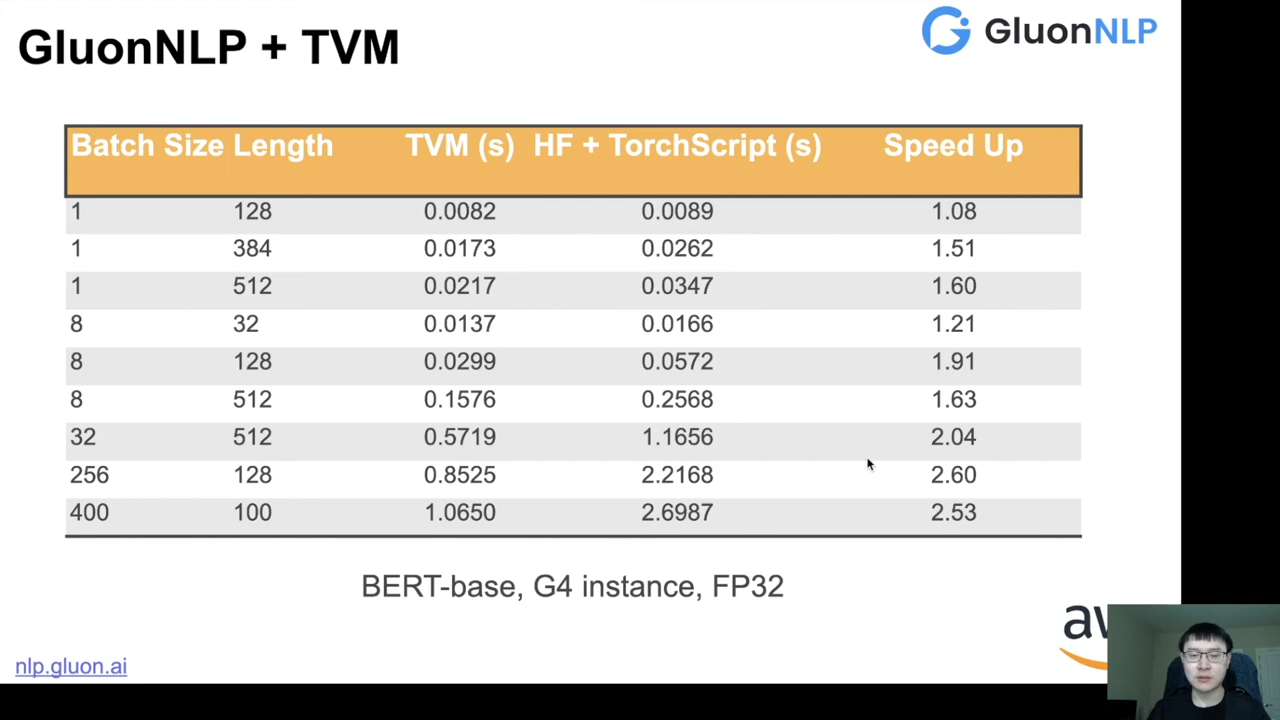 GluonNLP + TVM
GluonNLP
Batch Size Length TVM (s) HF + TorchScript (s) Speed Up
1 128 0.0082 0.0089 1.08
1 384 0.0173 0.0262 1.51
1 512 0.0217 0.0347 1.60
8 32 0.0137 0.0166 1.21
8 128 0.0299 0.0572 1.91
8 512 0.1576 0.2568 1.63
32 512 0.5719 1.1656 2.04
256 128 0.8525 2.2168 2.60
400 100 1.0650 2.6987 2.53
BERT-base, G4 instance, FP32
nlp.gluon.ai